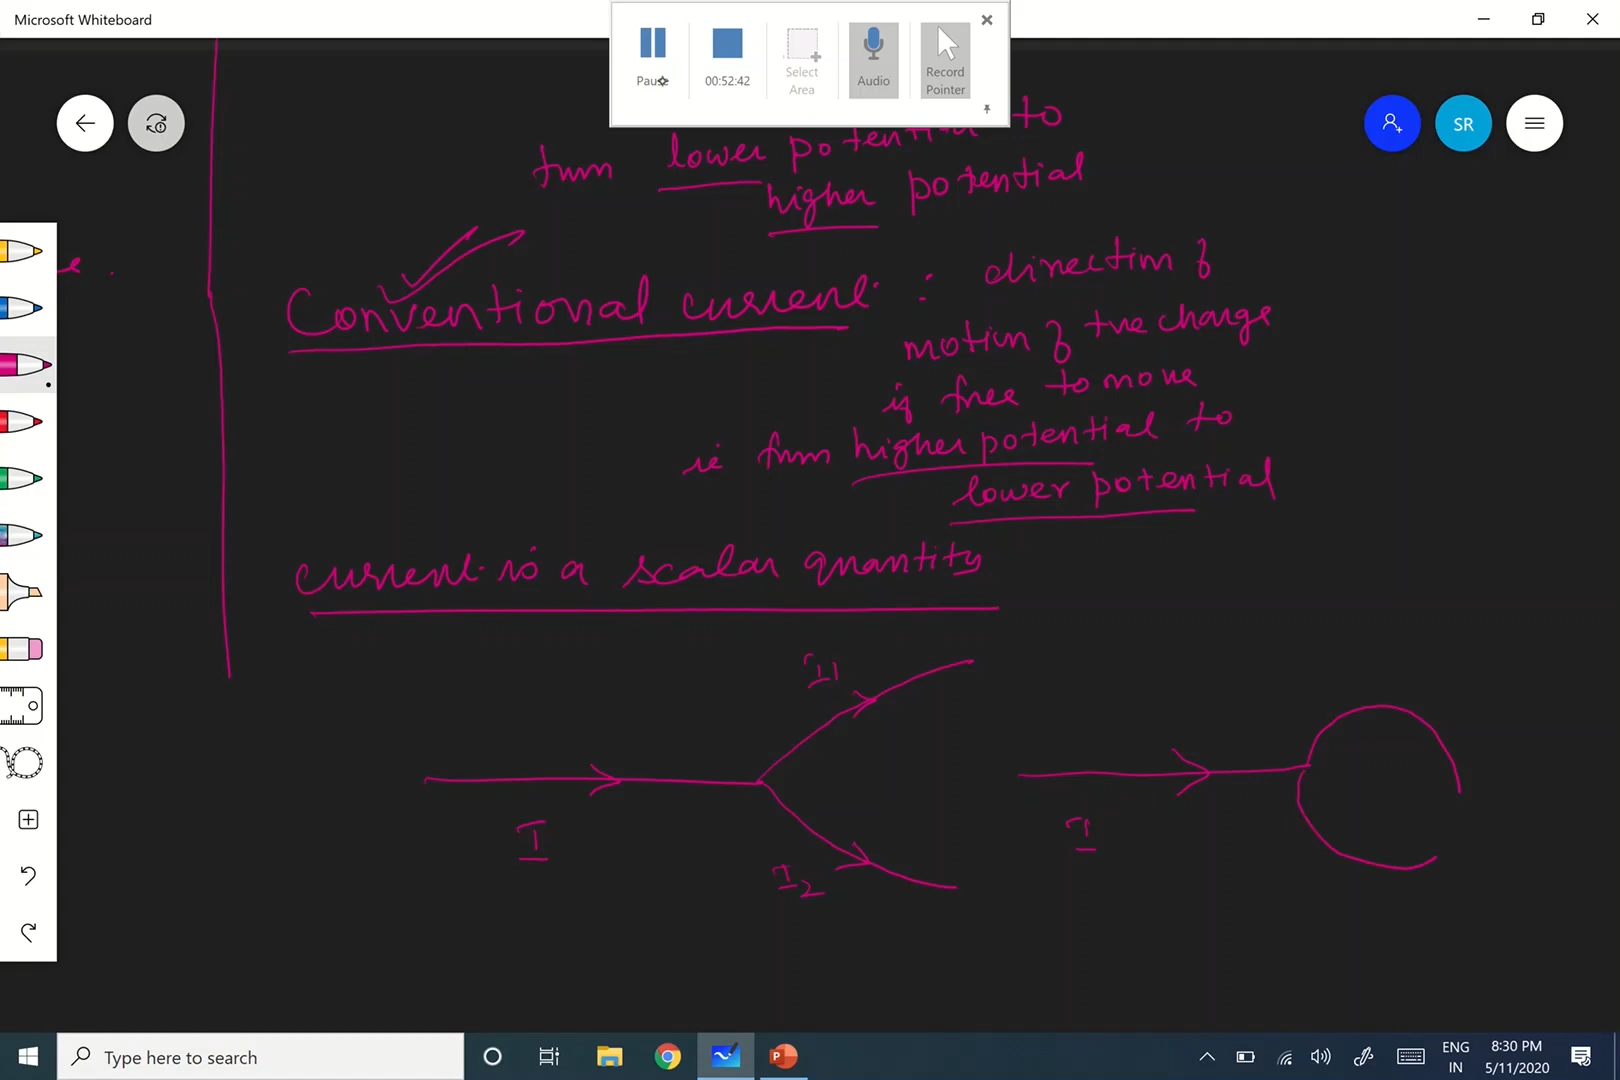 Microsoft Whiteboard
Pause
00:52:42
Select Area
Audio
Record Pointer
SR
from lower potential to
higher potential
Conventional current : direction of
motion of +ve charge
if free to move
ie from higher potential to
lower potential
current is a scalar quantity
I1
I
I2
I
Type here to search
ENG
IN
8:30 PM
5/11/2020